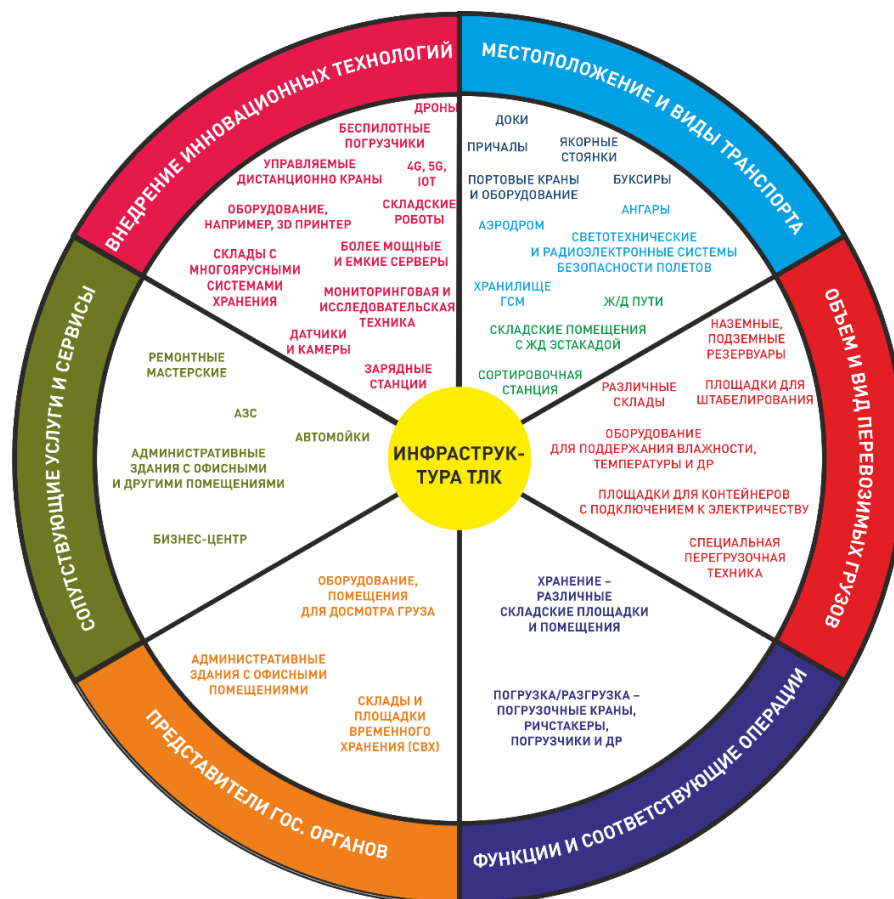 ВНЕДРЕНИЕ ИННОВАЦИОННЫХ ТЕХНОЛОГИЙ
ДРОНЫ
БЕСПИЛОТНЫЕ
ПОГРУЗЧИКИ
УПРАВЛЯЕМЫЕ
ДИСТАНЦИОННО КРАНЫ
4G, 5G,
IOT
ОБОРУДОВАНИЕ,
НАПРИМЕР, 3D ПРИНТЕР
СКЛАДСКИЕ
РОБОТЫ
СКЛАДЫ С
МНОГОЯРУСНЫМИ
СИСТЕМАМИ
ХРАНЕНИЯ
БОЛЕЕ МОЩНЫЕ
И ЕМКИЕ СЕРВЕРЫ
МОНИТОРИНГОВАЯ И
ИССЛЕДОВАТЕЛЬСКАЯ
ТЕХНИКА
ДАТЧИКИ
И КАМЕРЫ
ЗАРЯДНЫЕ
СТАНЦИИ
МЕСТОПОЛОЖЕНИЕ И ВИДЫ ТРАНСПОРТА
ДОКИ
ПРИЧАЛЫ
ЯКОРНЫЕ
СТОЯНКИ
ПОРТОВЫЕ КРАНЫ
И ОБОРУДОВАНИЕ
БУКСИРЫ
АНГАРЫ
АЭРОДРОМ
СВЕТОТЕХНИЧЕСКИЕ
И РАДИОЭЛЕКТРОННЫЕ СИСТЕМЫ
БЕЗОПАСНОСТИ ПОЛЕТОВ
ХРАНИЛИЩЕ
ГСМ
Ж/Д ПУТИ
СКЛАДСКИЕ ПОМЕЩЕНИЯ
С ЖД ЭСТАКАДОЙ
СОРТИРОВОЧНАЯ
СТАНЦИЯ
ОБЪЕМ И ВИД ПЕРЕВОЗИМЫХ ГРУЗОВ
НАЗЕМНЫЕ,
ПОДЗЕМНЫЕ
РЕЗЕРВУАРЫ
РАЗЛИЧНЫЕ
СКЛАДЫ
ПЛОЩАДКИ ДЛЯ
ШТАБЕЛИРОВАНИЯ
ОБОРУДОВАНИЕ
ДЛЯ ПОДДЕРЖАНИЯ ВЛАЖНОСТИ,
ТЕМПЕРАТУРЫ И ДР
ПЛОЩАДКИ ДЛЯ КОНТЕЙНЕРОВ
С ПОДКЛЮЧЕНИЕМ К ЭЛЕКТРИЧЕСТВУ
СПЕЦИАЛЬНАЯ
ПЕРЕГРУЗОЧНАЯ
ТЕХНИКА
ФУНКЦИИ И СООТВЕТСТВУЮЩИЕ ОПЕРАЦИИ
ХРАНЕНИЕ –
РАЗЛИЧНЫЕ
СКЛАДСКИЕ ПЛОЩАДКИ
И ПОМЕЩЕНИЯ
ПОГРУЗКА/РАЗГРУЗКА –
ПОГРУЗОЧНЫЕ КРАНЫ,
РИЧСТАКЕРЫ,
ПОГРУЗЧИКИ И ДР
ПРЕДСТАВИТЕЛИ ГОС. ОРГАНОВ
ОБОРУДОВАНИЕ,
ПОМЕЩЕНИЯ
ДЛЯ ДОСМОТРА ГРУЗА
АДМИНИСТРАТИВНЫЕ
ЗДАНИЯ С ОФИСНЫМИ
ПОМЕЩЕНИЯМИ
СКЛАДЫ И
ПЛОЩАДКИ
ВРЕМЕННОГО
ХРАНЕНИЯ (СВХ)
СОПУТСТВУЮЩИЕ УСЛУГИ И СЕРВИСЫ
РЕМОНТНЫЕ
МАСТЕРСКИЕ
АЗС
АВТОМОЙКИ
АДМИНИСТРАТИВНЫЕ
ЗДАНИЯ С ОФИСНЫМИ
И ДРУГИМИ ПОМЕЩЕНИЯМИ
БИЗНЕС-ЦЕНТР
ИНФРАСТРУК-
ТУРА ТЛК